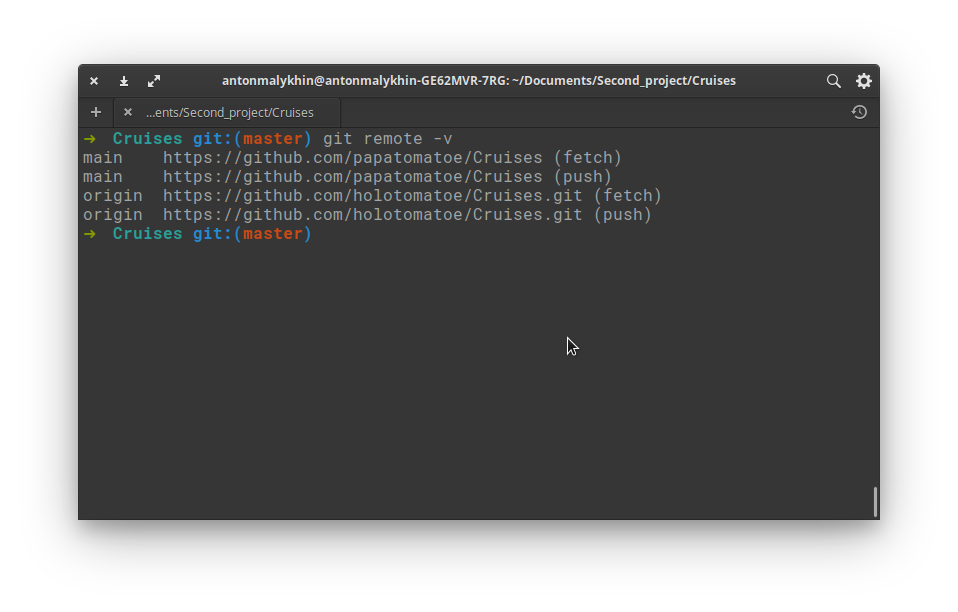 antonmalykhin@antonmalykhin-GE62MVR-7RG: ~/Documents/Second_project/Cruises
...ents/Second_project/Cruises
➜ Cruises git:(master) git remote -v
main    https://github.com/papatomatoe/Cruises (fetch)
main    https://github.com/papatomatoe/Cruises (push)
origin  https://github.com/holotomatoe/Cruises.git (fetch)
origin  https://github.com/holotomatoe/Cruises.git (push)
➜ Cruises git:(master)